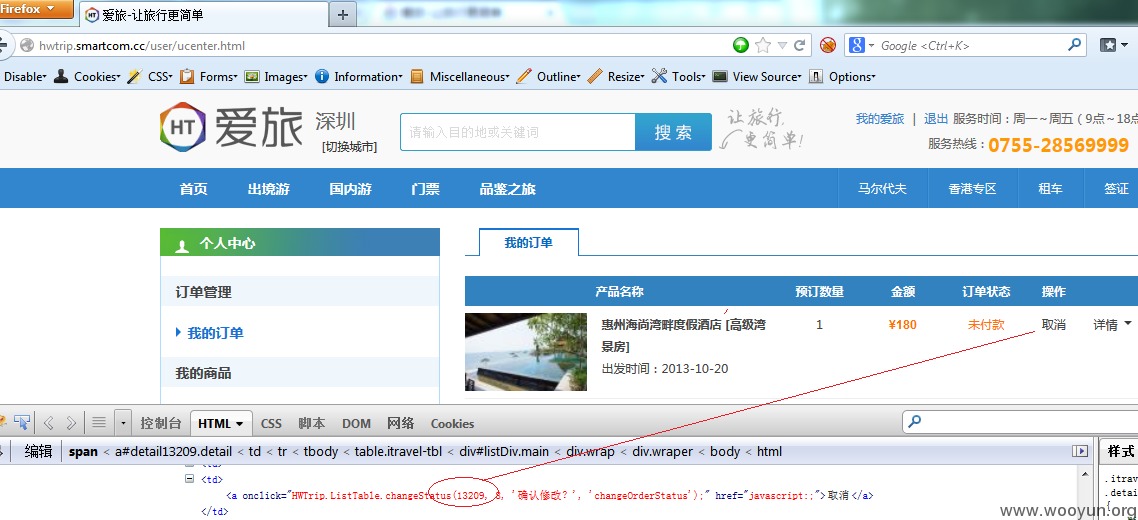 Firefox
爱旅-让旅行更简单
hwtrip.smartcom.cc/user/ucenter.html
Google <Ctrl+K>
Disable Cookies CSS Forms Images Information Miscellaneous Outline Resize Tools View Source Options
HT 爱旅 深圳
[切换城市]
请输入目的地或关键词
搜 索
让旅行,
更简单!
我的爱旅 | 退出 服务时间：周一～周五 ( 9点～18点
服务热线：0755-28569999
首页 出境游 国内游 门票 品鉴之旅 马尔代夫 香港专区 租车 签证
个人中心
订单管理
我的订单
我的商品
我的订单
产品名称 预订数量 金额 订单状态 操作
惠州海尚湾畔度假酒店 [高级湾景房]
出发时间：2013-10-20
1 ¥180 未付款 取消 详情
控制台 HTML CSS 脚本 DOM 网络 Cookies
编辑 span < a#detail13209.detail < td < tr < tbody < table.itravel-tbl < div#listDiv.main < div.wrap < div.wraper < body < html
样式
<td>
<a onclick="HWTrip.ListTable.changeStatus(13209, 8, '确认修改?', 'changeOrderStatus');" href="javascript:;">取消</a>
</td>
.itrav
.detai
www.wooyun.org